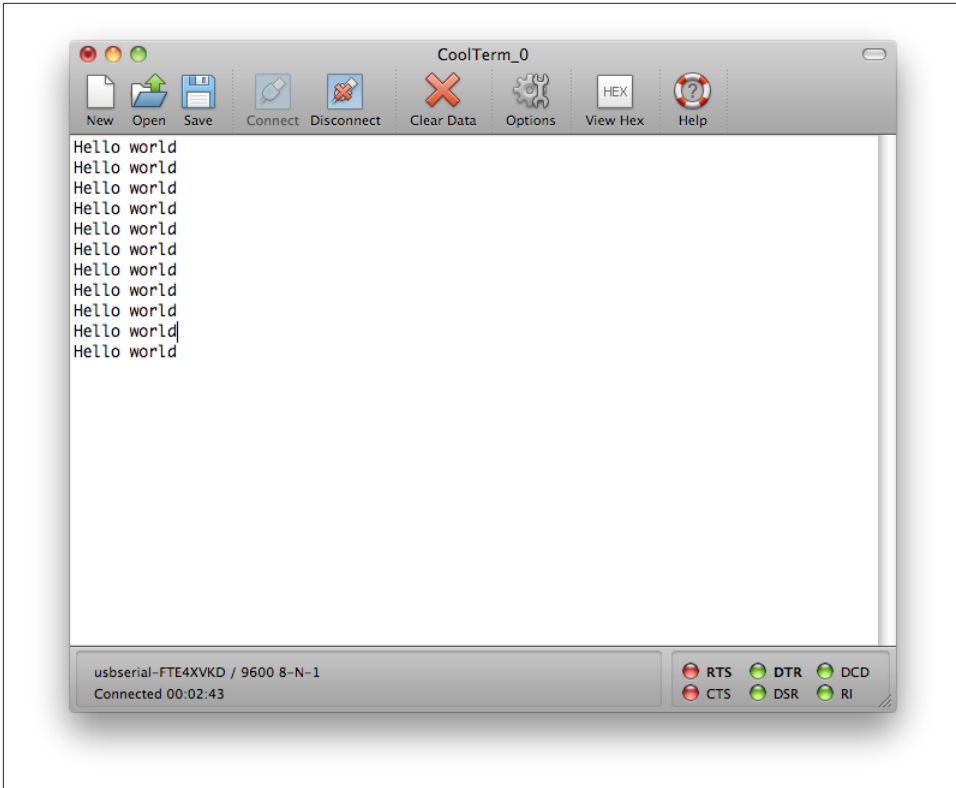 CoolTerm_0
New Open Save Connect Disconnect Clear Data Options HEX View Hex ? Help
Hello world
Hello world
Hello world
Hello world
Hello world
Hello world
Hello world
Hello world
Hello world
Hello world
Hello world
usbserial-FTE4XVKD / 9600 8-N-1
Connected 00:02:43
RTS DTR DCD
CTS DSR RI